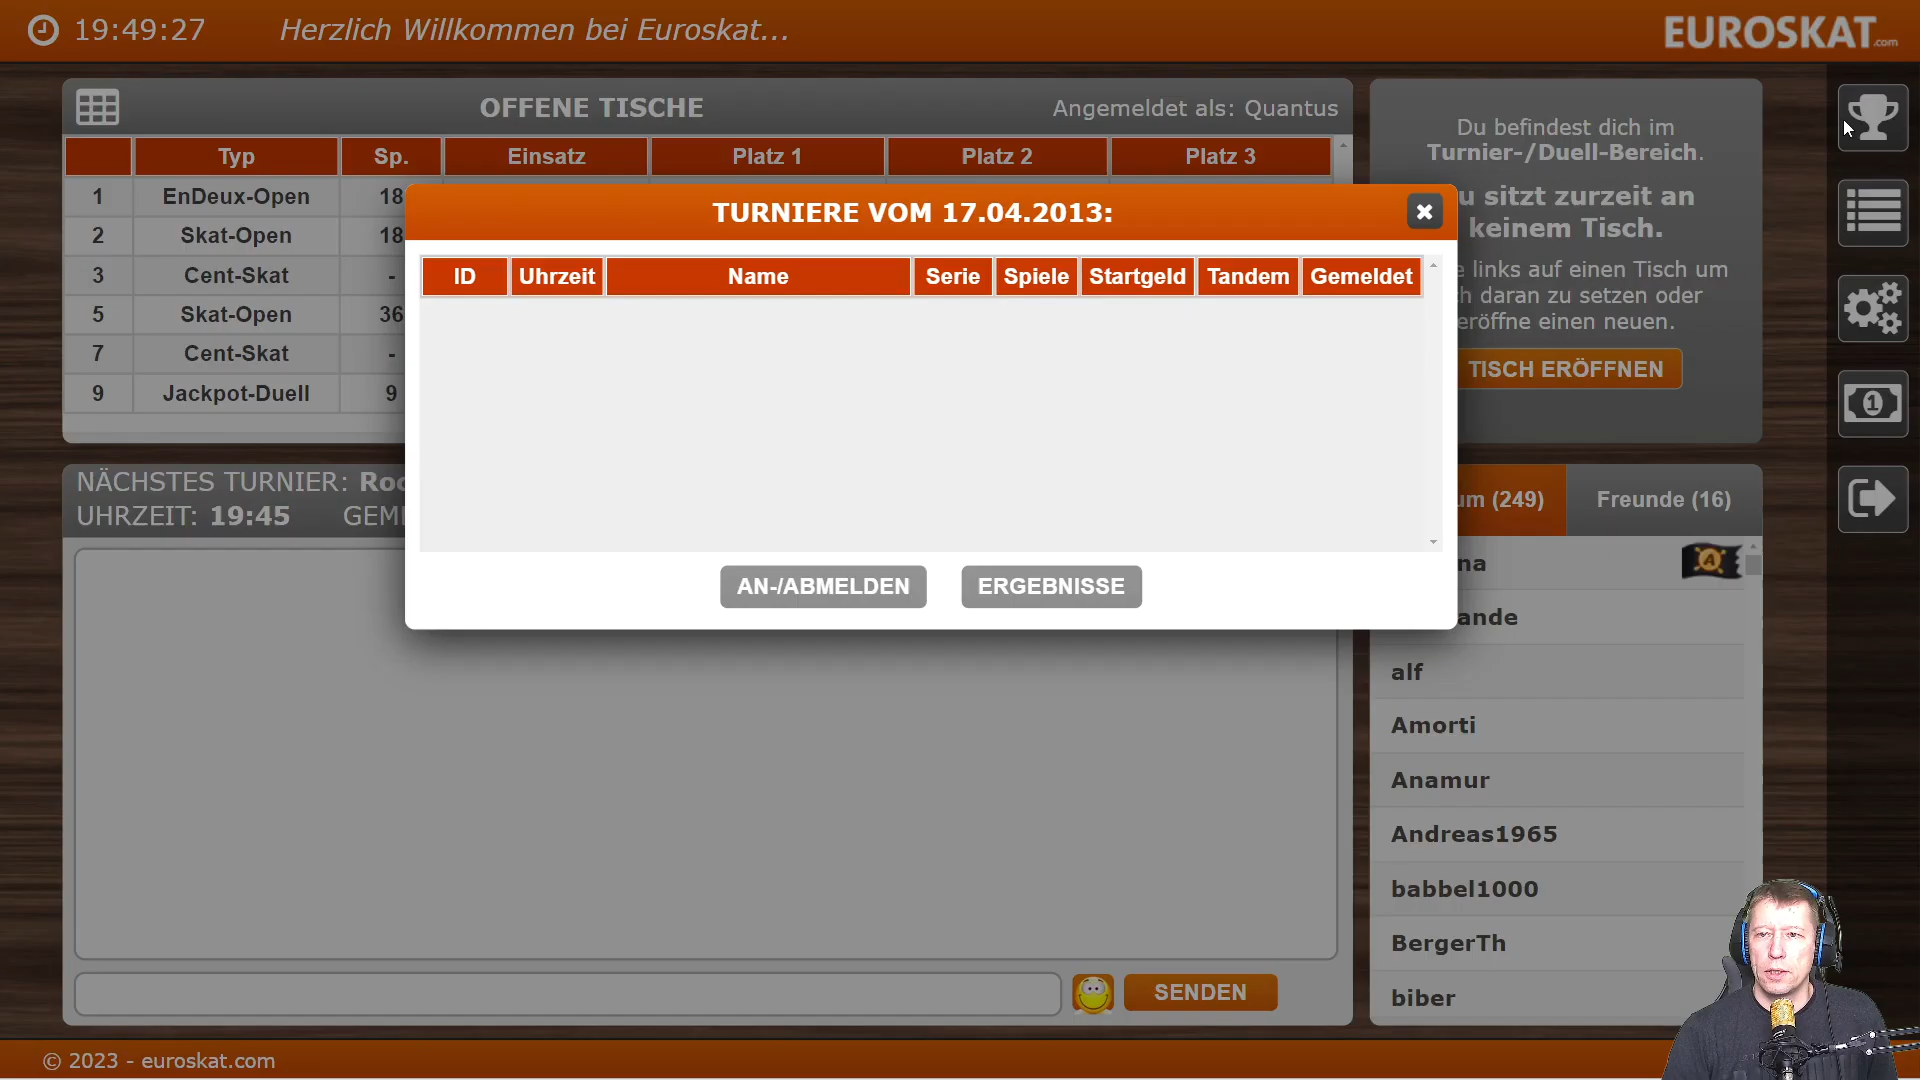 19:49:27
Herzlich Willkommen bei Euroskat...
EUROSKAT.com
OFFENE TISCHE
Angemeldet als: Quantus
Typ Sp. Einsatz Platz 1 Platz 2 Platz 3
1 EnDeux-Open 18
2 Skat-Open 18
3 Cent-Skat -
5 Skat-Open 36
7 Cent-Skat -
9 Jackpot-Duell 9
Du befindest dich im
Turnier-/Duell-Bereich.
u sitzt zurzeit an
keinem Tisch.
e links auf einen Tisch um
h daran zu setzen oder
eröffne einen neuen.
TISCH ERÖFFNEN
TURNIERE VOM 17.04.2013:
ID Uhrzeit Name Serie Spiele Startgeld Tandem Gemeldet
AN-/ABMELDEN
ERGEBNISSE
NÄCHSTES TURNIER: Roc
UHRZEIT: 19:45 GEM
um (249)
Freunde (16)
na
A
ande
alf
Amorti
Anamur
Andreas1965
babbel1000
BergerTh
biber
SENDEN
1
© 2023 - euroskat.com